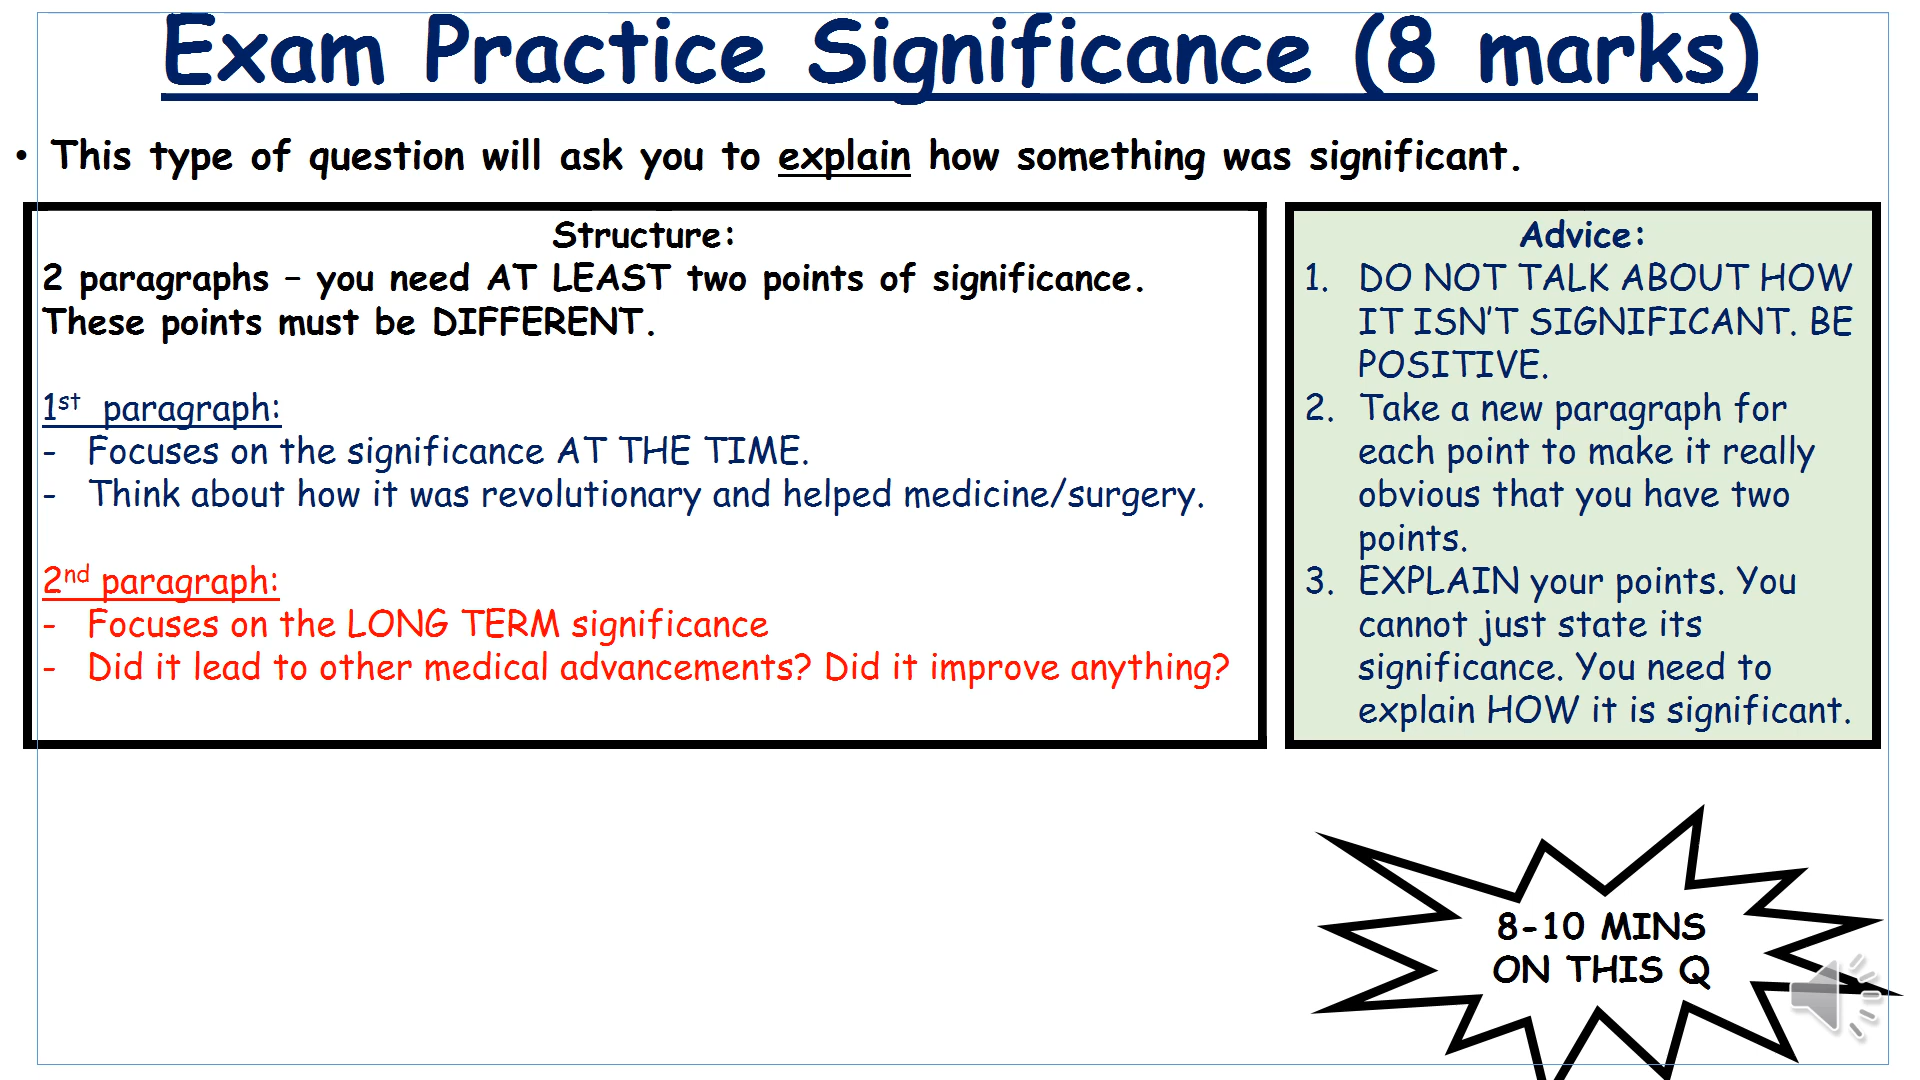 Exam Practice Significance (8 marks)
• This type of question will ask you to explain how something was significant.
Structure:
2 paragraphs – you need AT LEAST two points of significance.
These points must be DIFFERENT.
1st paragraph:
- Focuses on the significance AT THE TIME.
- Think about how it was revolutionary and helped medicine/surgery.
2nd paragraph:
- Focuses on the LONG TERM significance
- Did it lead to other medical advancements? Did it improve anything?
Advice:
1. DO NOT TALK ABOUT HOW
IT ISN'T SIGNIFICANT. BE
POSITIVE.
2. Take a new paragraph for
each point to make it really
obvious that you have two
points.
3. EXPLAIN your points. You
cannot just state its
significance. You need to
explain HOW it is significant.
8-10 MINS
ON THIS Q